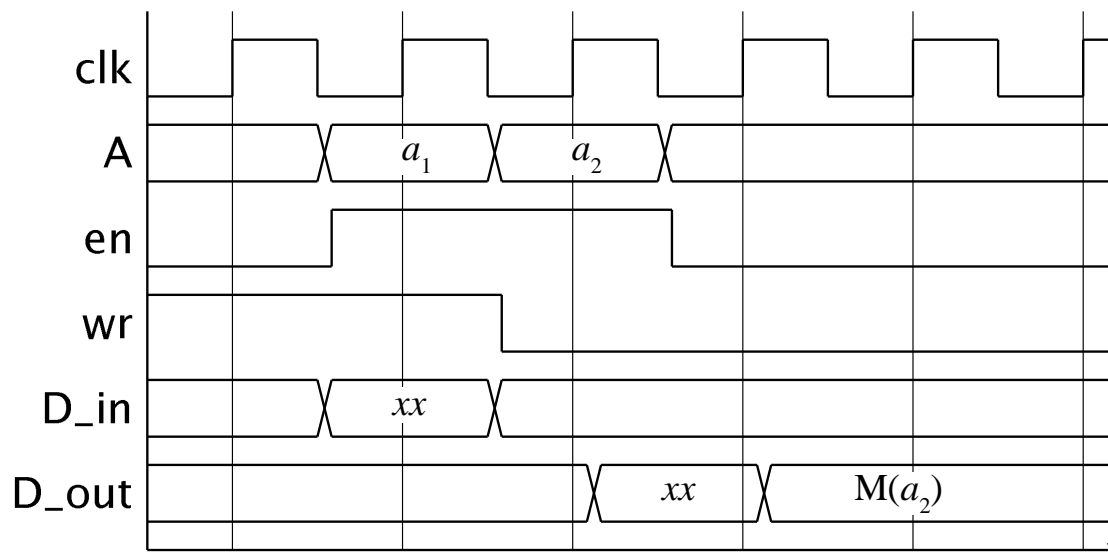 clk
A a₁ a₂
en
wr
D_in xx
D_out xx M(a₂)